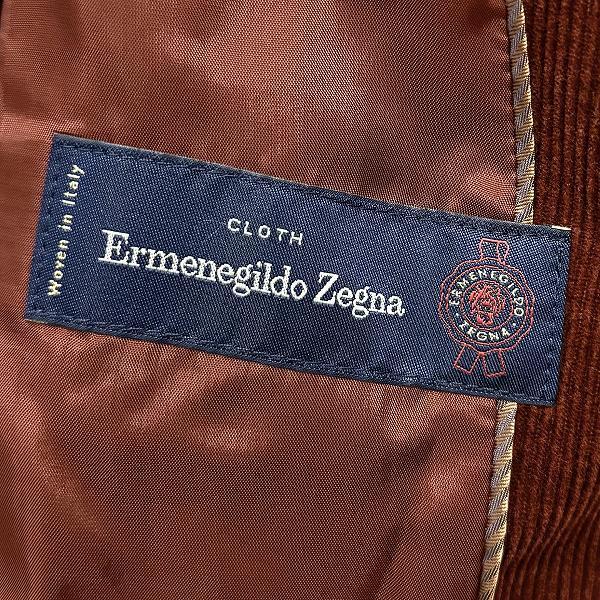 Woven in Italy
CLOTH
Ermenegildo Zegna
ERMENEGILDO
ZEGNA